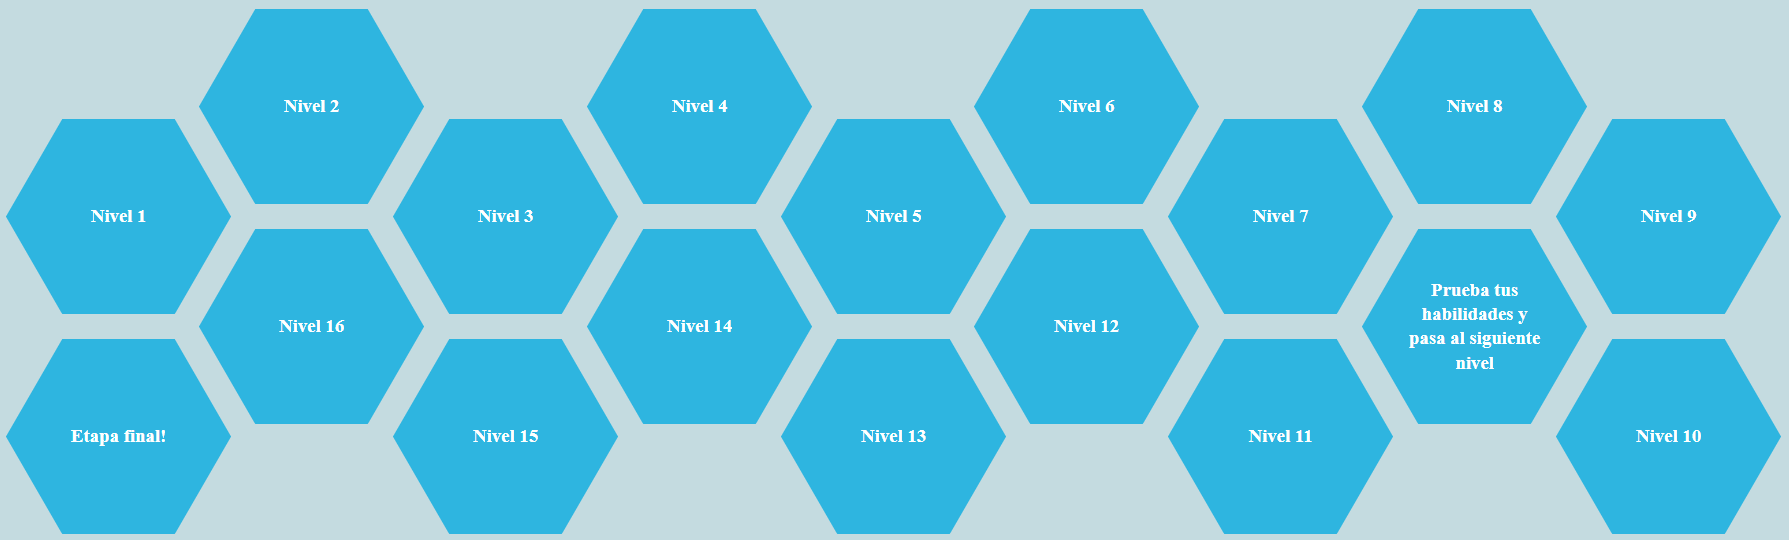 Nivel 2
Nivel 4
Nivel 6
Nivel 8
Nivel 1
Nivel 3
Nivel 5
Nivel 7
Nivel 9
Nivel 16
Nivel 14
Nivel 12
Prueba tus
habilidades y
pasa al siguiente
nivel
Etapa final!
Nivel 15
Nivel 13
Nivel 11
Nivel 10